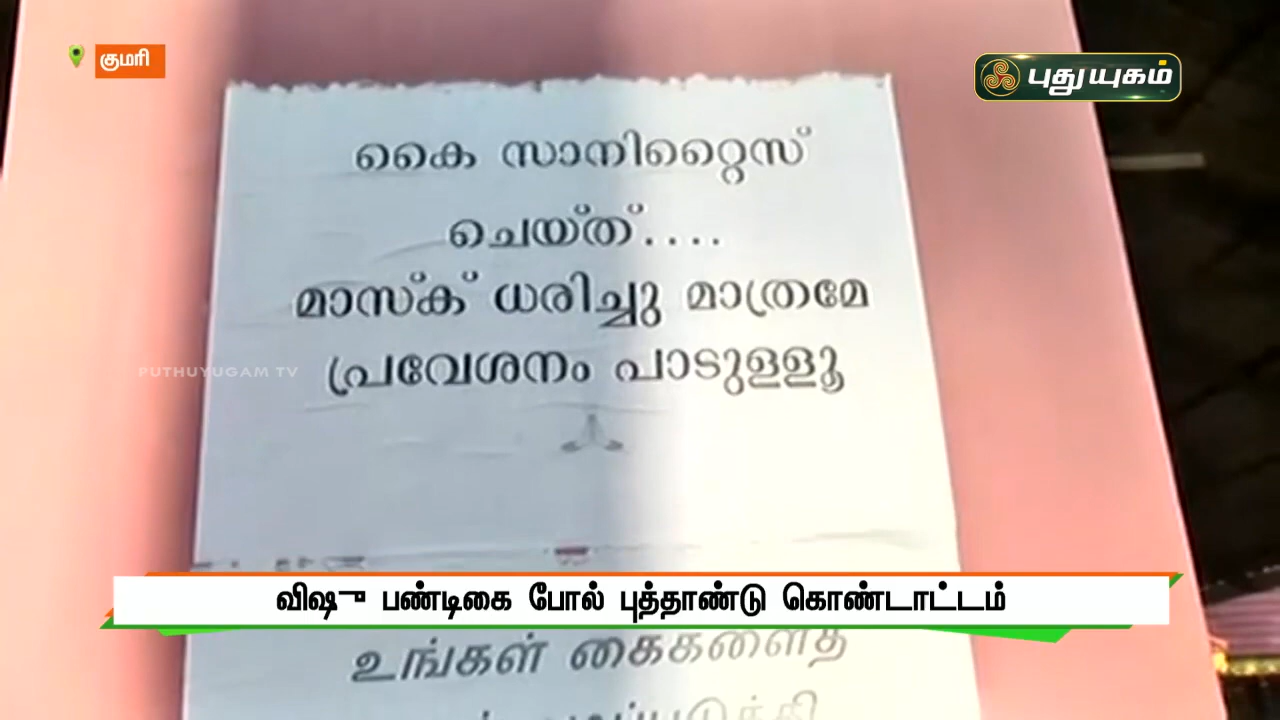 குமரி
புதுயுகம்
കൈ സാനിറ്റൈസ്
ചെയ്ത്....
മാസ്ക് ധരിച്ചു മാത്രമേ
PUTHUYUGAM TV
പ്രവേശനം പാടുള്ളൂ
விஷு பண்டிகை போல் புத்தாண்டு கொண்டாட்டம்
உங்கள் கைகளைத்